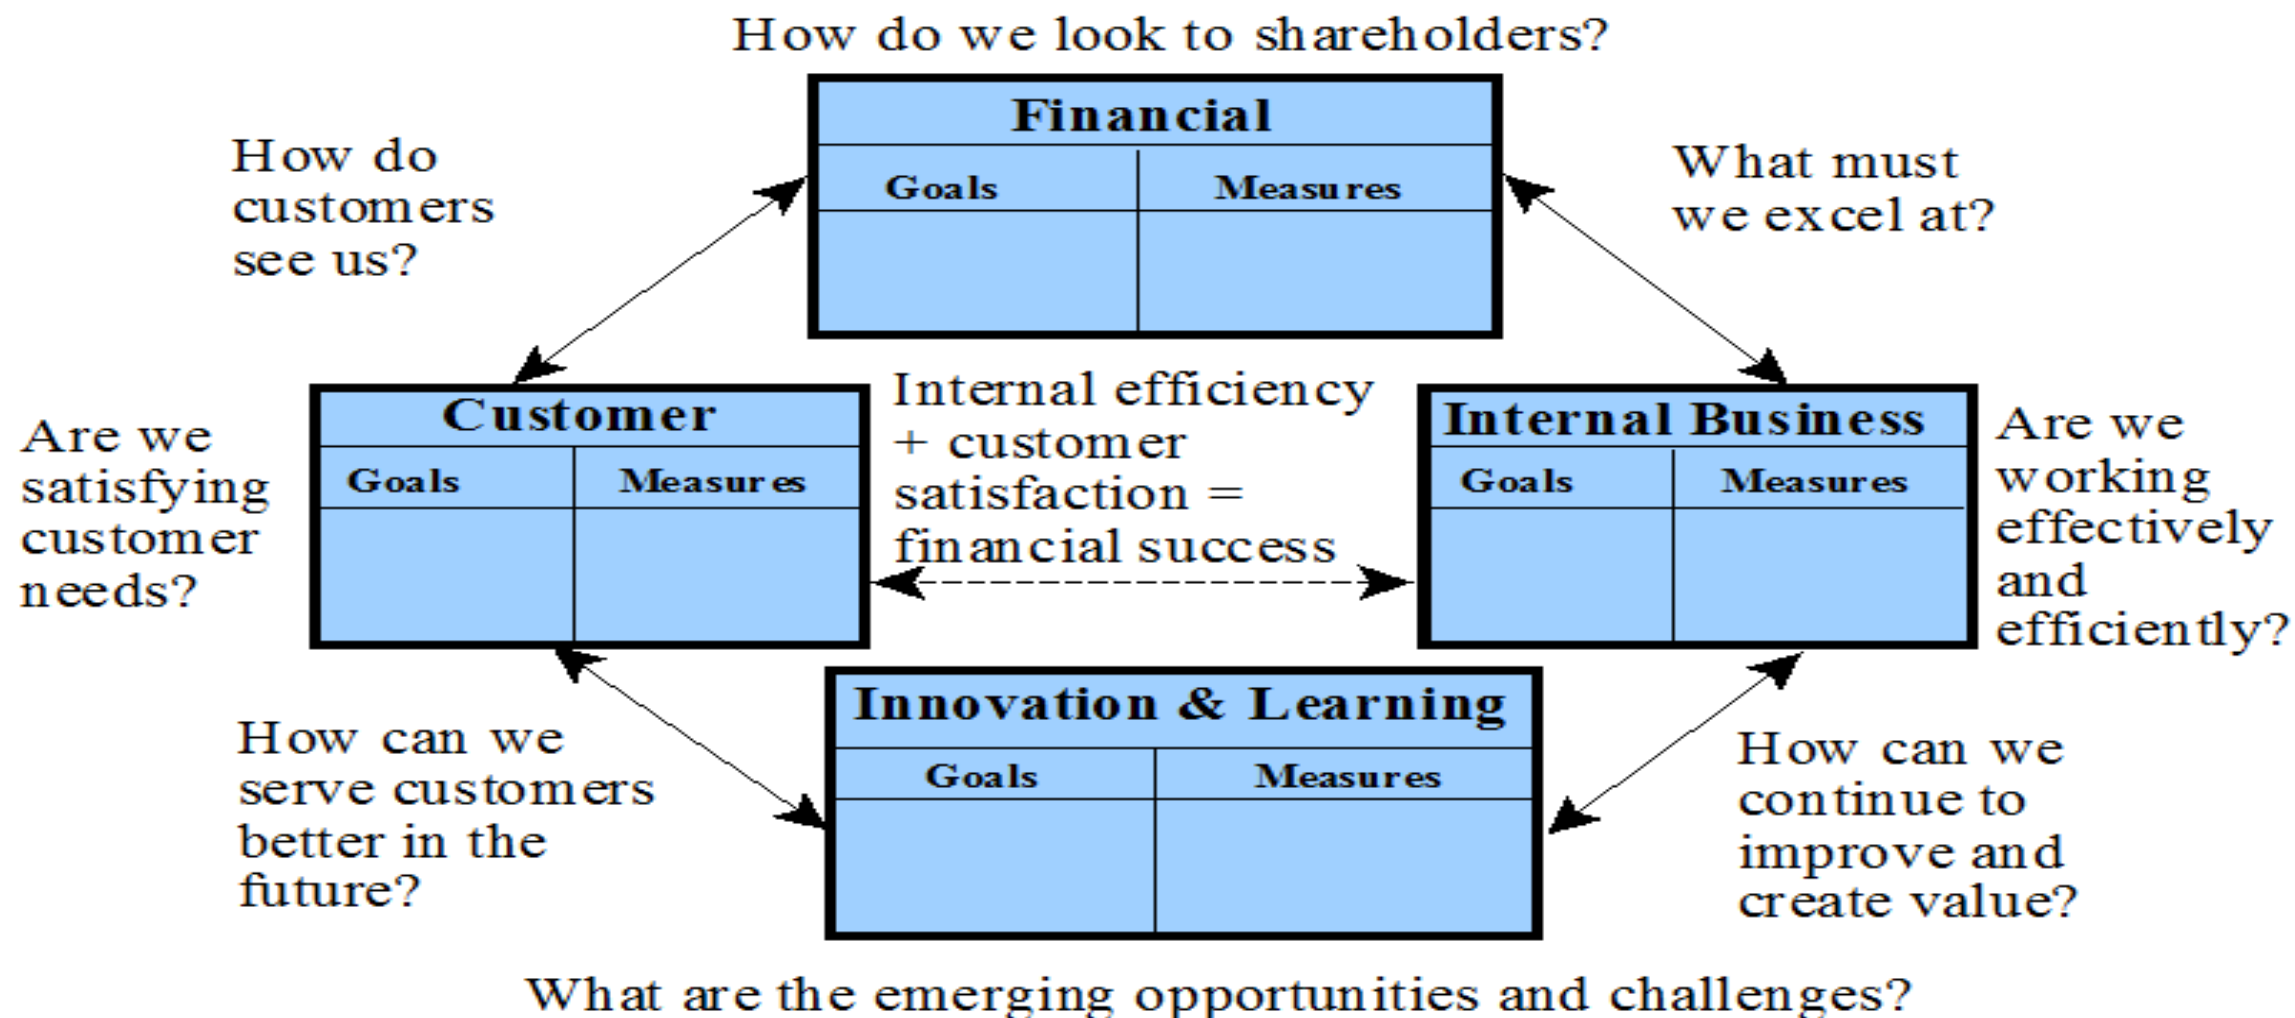 How do we look to shareholders?
Financial
Goals Measures
How do
customers
see us?
What must
we excel at?
Customer
Goals Measures
Are we
satisfying
customer
needs?
Internal efficiency
+ customer
satisfaction =
financial success
Internal Business
Goals Measures
Are we
working
effectively
and
efficiently?
Innovation & Learning
Goals Measures
How can we
serve customers
better in the
future?
How can we
continue to
improve and
create value?
What are the emerging opportunities and challenges?